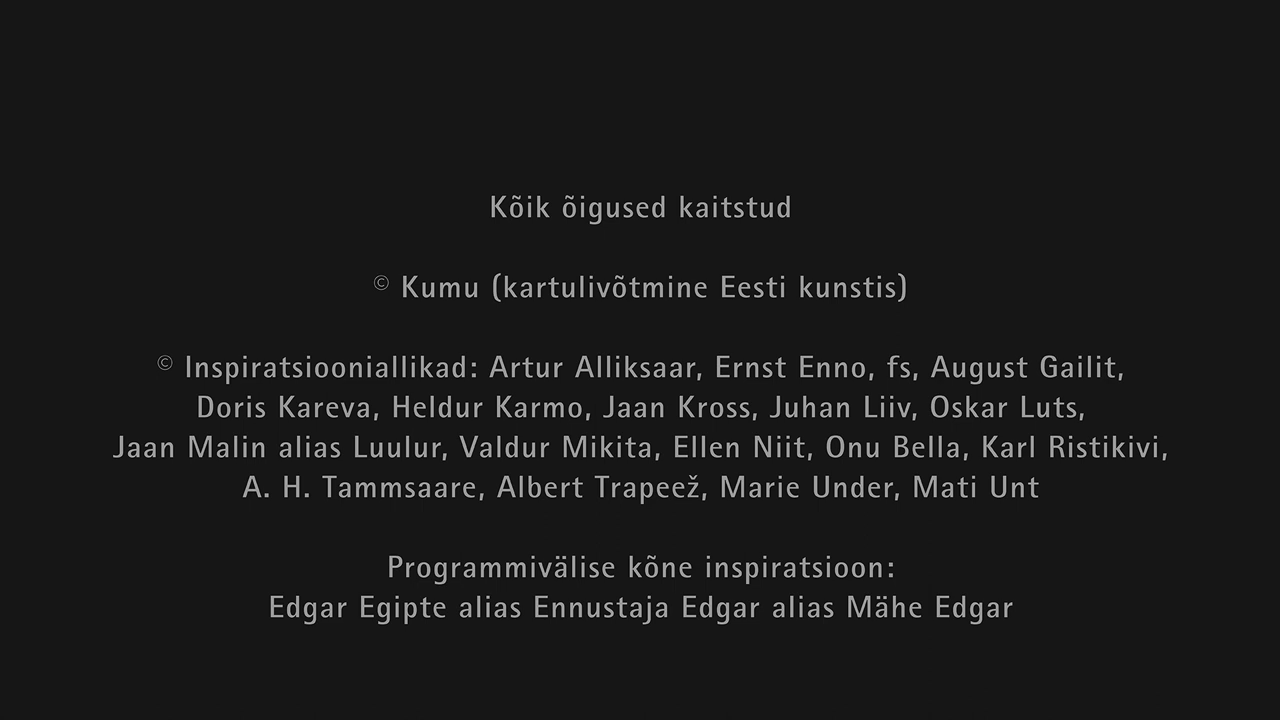 Kõik õigused kaitstud
© Kumu (kartulivõtmine Eesti kunstis)
© Inspiratsiooniallikad: Artur Alliksaar, Ernst Enno, fs, August Gailit,
Doris Kareva, Heldur Karmo, Jaan Kross, Juhan Liiv, Oskar Luts,
Jaan Malin alias Luulur, Valdur Mikita, Ellen Niit, Onu Bella, Karl Ristikivi,
A. H. Tammsaare, Albert Trapeež, Marie Under, Mati Unt
Programmivälise kõne inspiratsioon:
Edgar Egipte alias Ennustaja Edgar alias Mähe Edgar